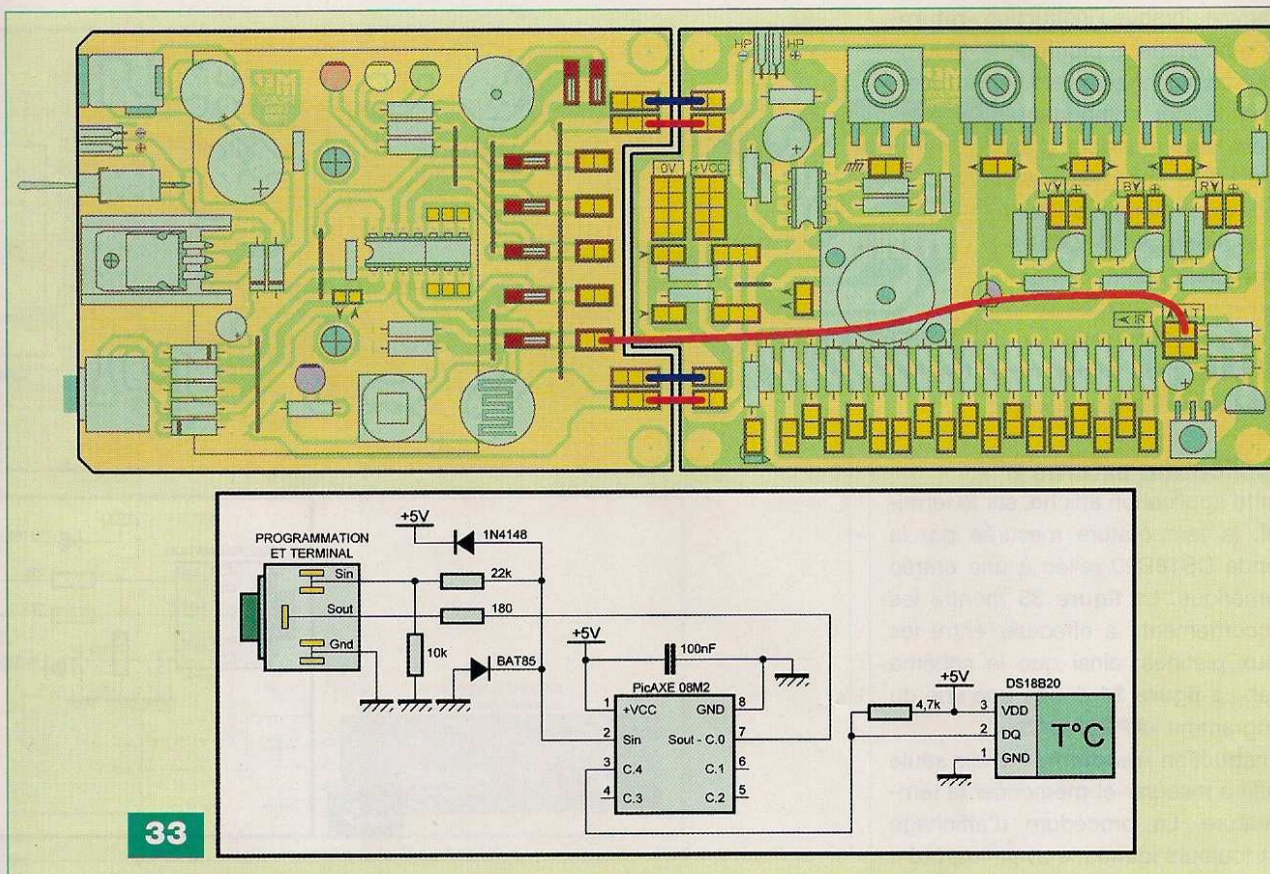 HP
HP
0V
+VCC
V
B
R
IR
T
A
PROGRAMMATION
ET TERMINAL
Sin
Sout
Gnd
+5V
1N4148
22k
180
10k
BAT85
+5V
100nF
PicAXE 08M2
1
+VCC
GND
8
2
Sin
Sout - C.0
7
3
C.4
C.1
6
4
C.3
C.2
5
+5V
4,7k
DS18B20
3
VDD
2
DQ
1
GND
T°C
33